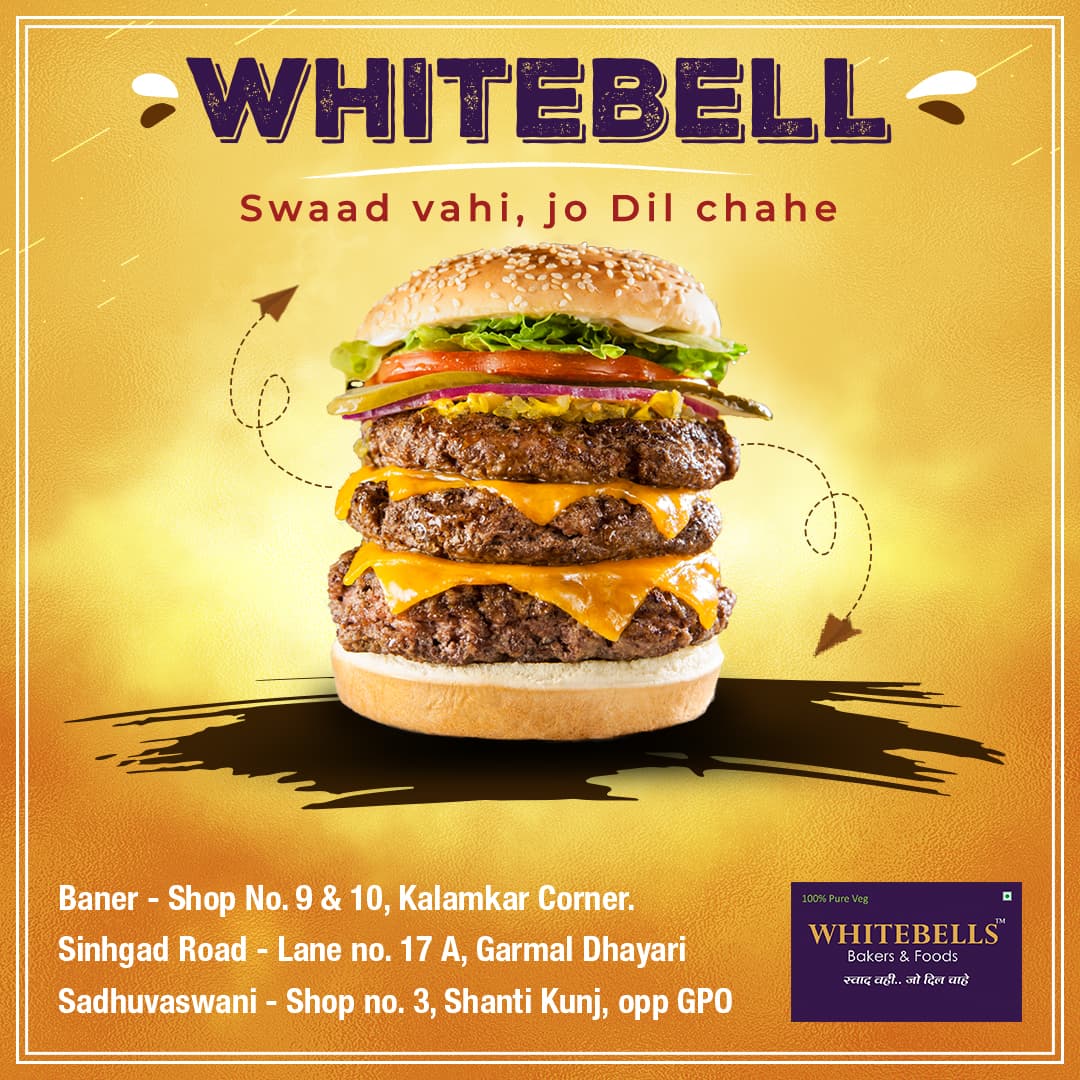 WHITEBELL
Swaad vahi, jo Dil chahe
Baner - Shop No. 9 & 10, Kalamkar Corner.
Sinhgad Road - Lane no. 17 A, Garmal Dhayari
Sadhuvaswani - Shop no. 3, Shanti Kunj, opp GPO
100% Pure Veg
WHITEBELLS™
Bakers & Foods
स्वाद वही.. जो दिल चाहे